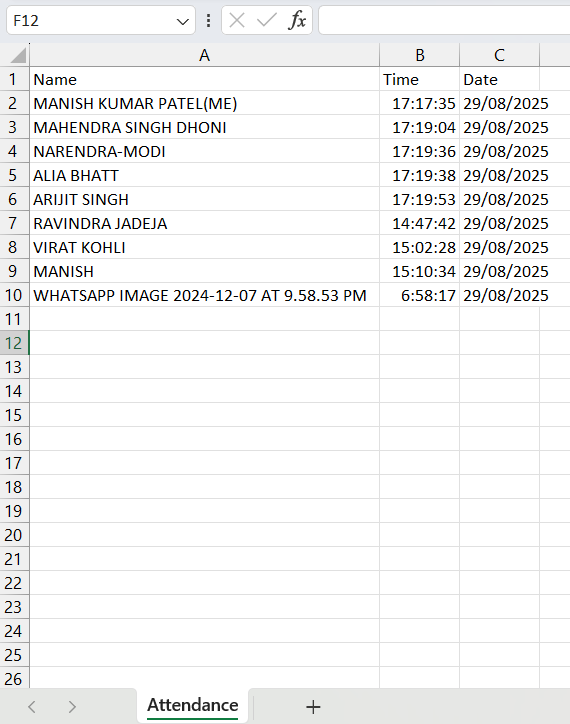 F12 fx
A B C
1 Name Time Date
2 MANISH KUMAR PATEL(ME) 17:17:35 29/08/2025
3 MAHENDRA SINGH DHONI 17:19:04 29/08/2025
4 NARENDRA-MODI 17:19:36 29/08/2025
5 ALIA BHATT 17:19:38 29/08/2025
6 ARIJIT SINGH 17:19:53 29/08/2025
7 RAVINDRA JADEJA 14:47:42 29/08/2025
8 VIRAT KOHLI 15:02:28 29/08/2025
9 MANISH 15:10:34 29/08/2025
10 WHATSAPP IMAGE 2024-12-07 AT 9.58.53 PM 6:58:17 29/08/2025
11
12
13
14
15
16
17
18
19
20
21
22
23
24
25
26
Attendance